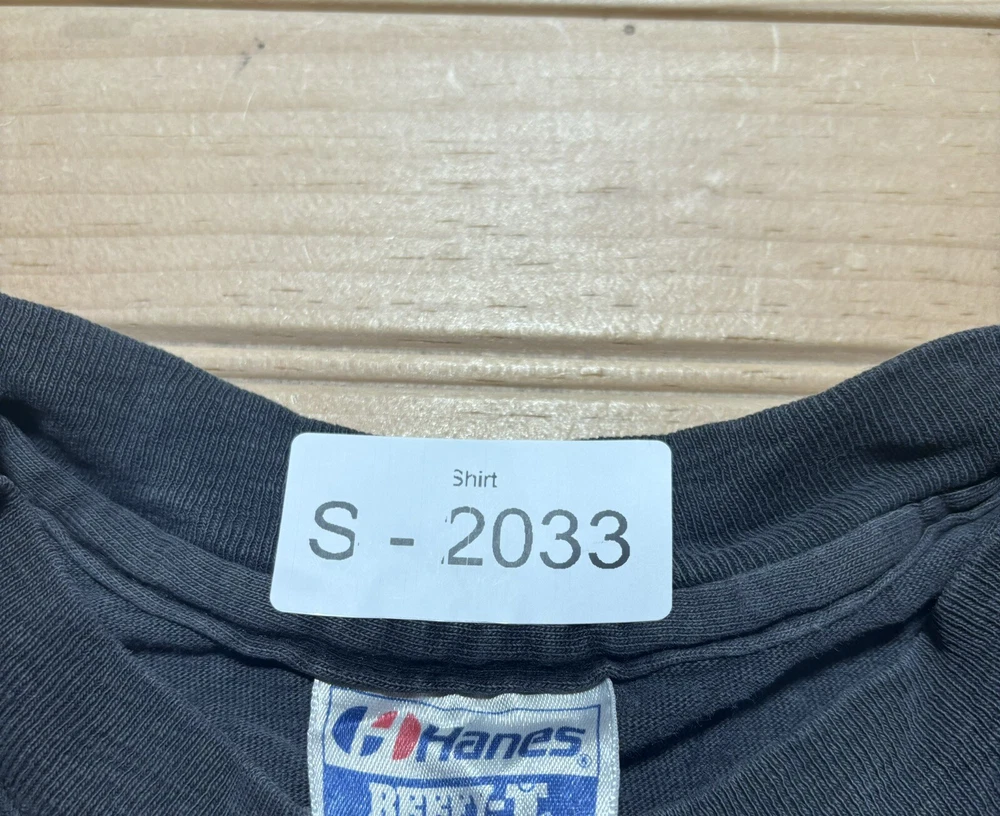 Shirt
S - 2033
Hanes®
BEEFY-T®